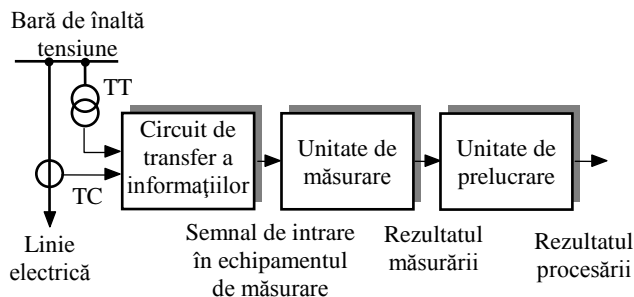 Bară de înaltă
tensiune
TT
Circuit de
transfer a
informațiilor
Unitate de
măsurare
Unitate de
prelucrare
TC
Linie
electrică
Semnal de intrare
în echipamentul
de măsurare
Rezultatul
măsurării
Rezultatul
procesării